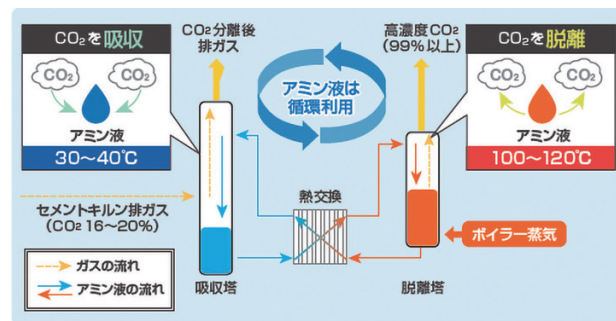 CO₂を吸収
CO₂
CO₂
アミン液
30〜40℃
CO₂分離後
排ガス
アミン液は
循環利用
高濃度CO₂
(99%以上)
CO₂を脱離
CO₂
CO₂
アミン液
100〜120℃
セメントキルン排ガス
(CO₂ 16〜20%)
熱交換
ボイラー蒸気
ガスの流れ
アミン液の流れ
吸収塔
脱離塔